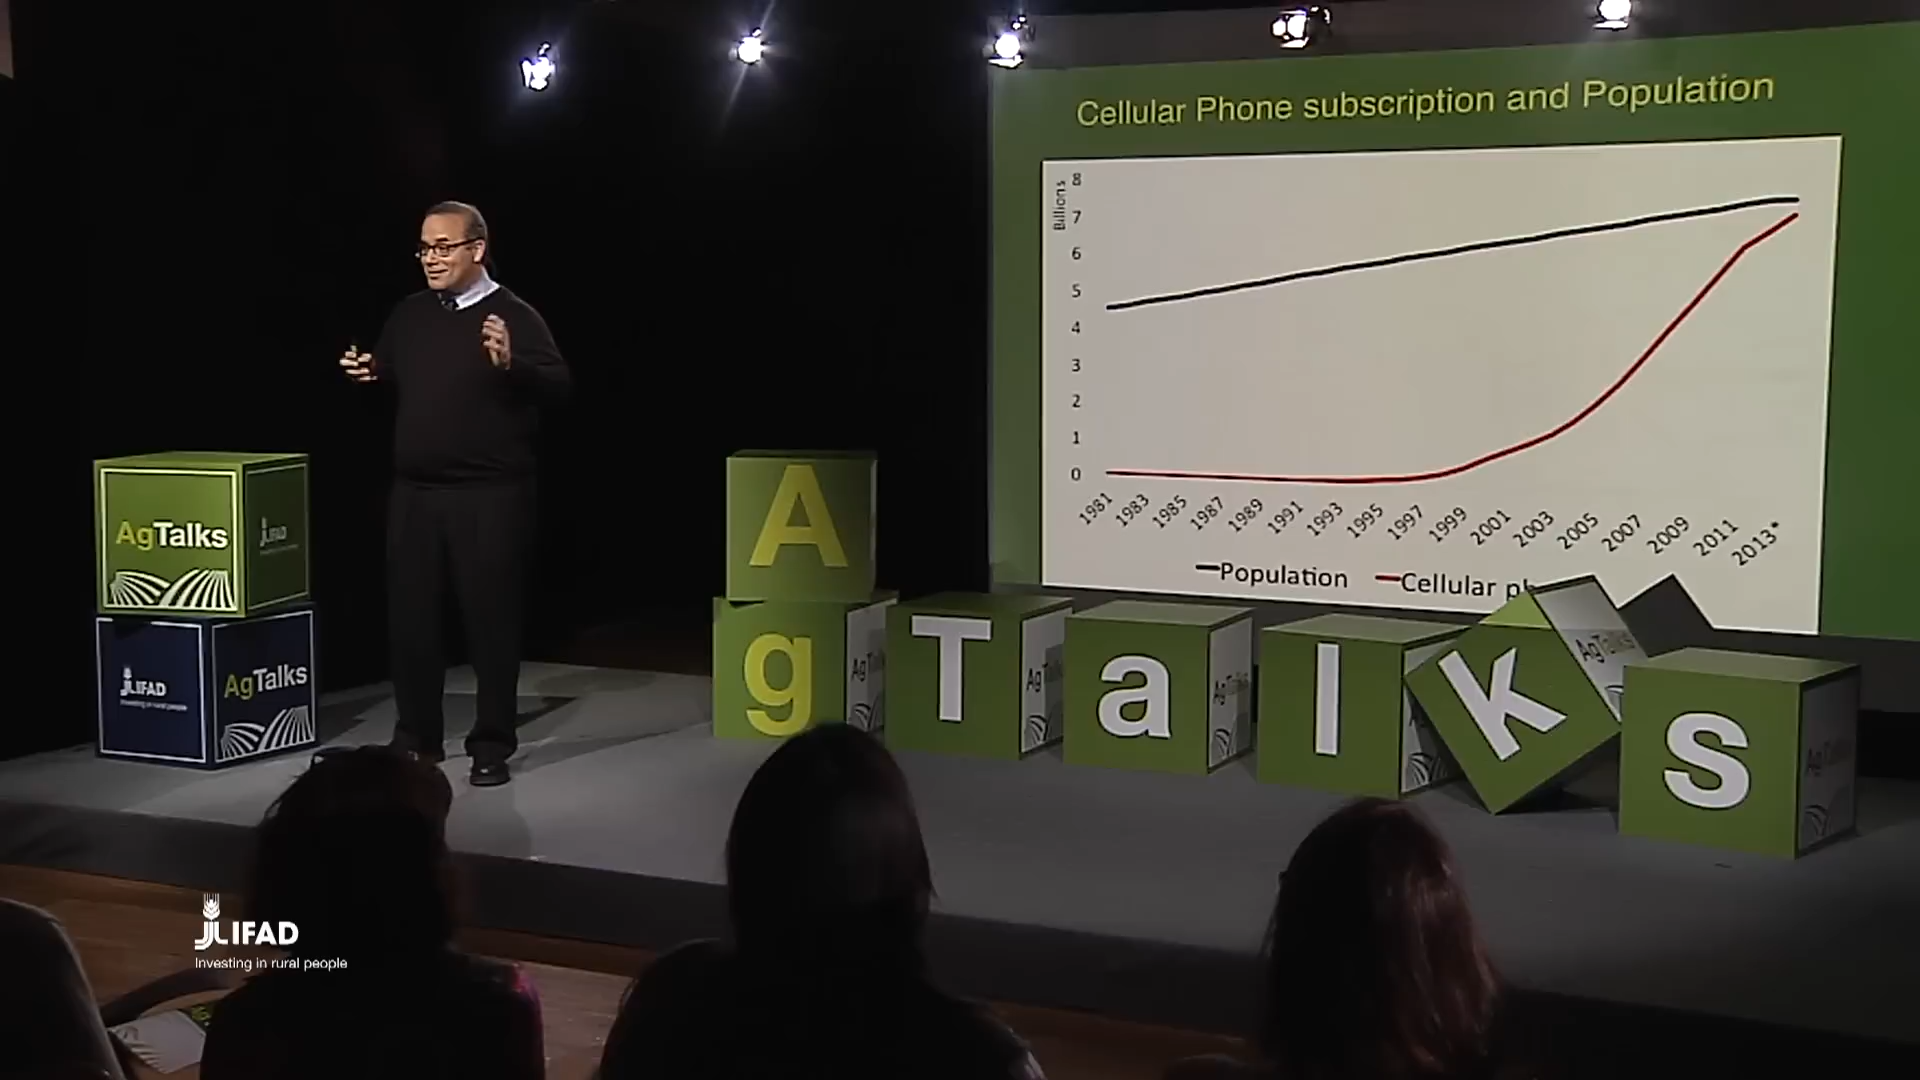 Cellular Phone subscription and Population
Billions
8
7
6
5
4
3
2
1
0
1981
1983
1985
1987
1989
1991
1993
1995
1997
1999
2001
2003
2005
2007
2009
2011
2013*
Population
Cellular
AgTalks
IFAD
IFAD
Investing in rural people
AgTalks
A
g
T
a
l
k
s
AgTalks
IFAD
Investing in rural people